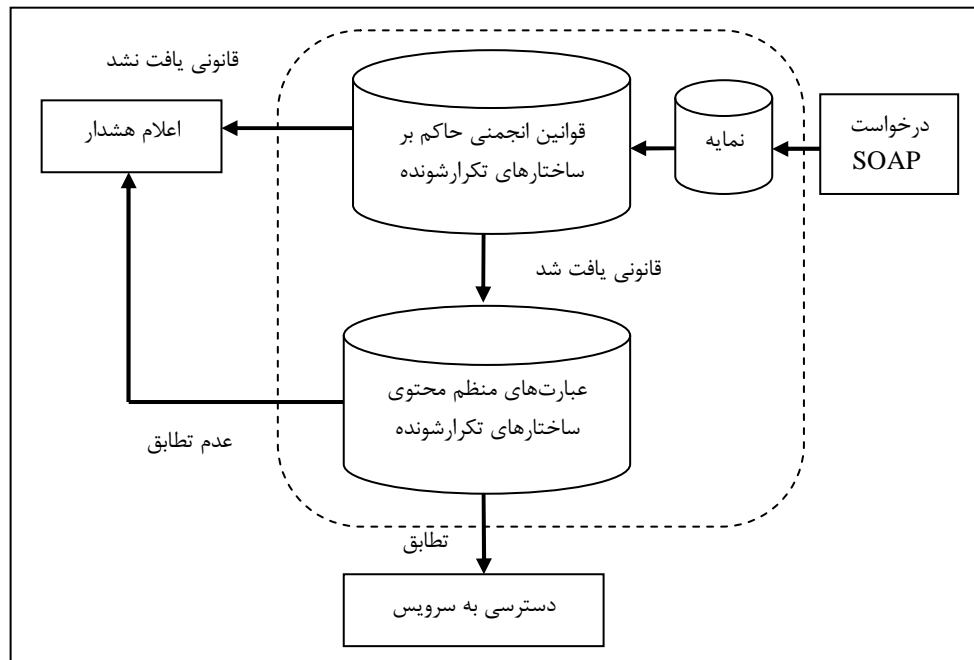 قانونی یافت نشد
درخواست
SOAP
نمایه
قوانین انجمنی حاکم بر
ساختارهای تکرارشونده
اعلام هشدار
قانونی یافت شد
عبارت‌های منظم محتوی
ساختارهای تکرارشونده
عدم تطابق
تطابق
دسترسی به سرویس